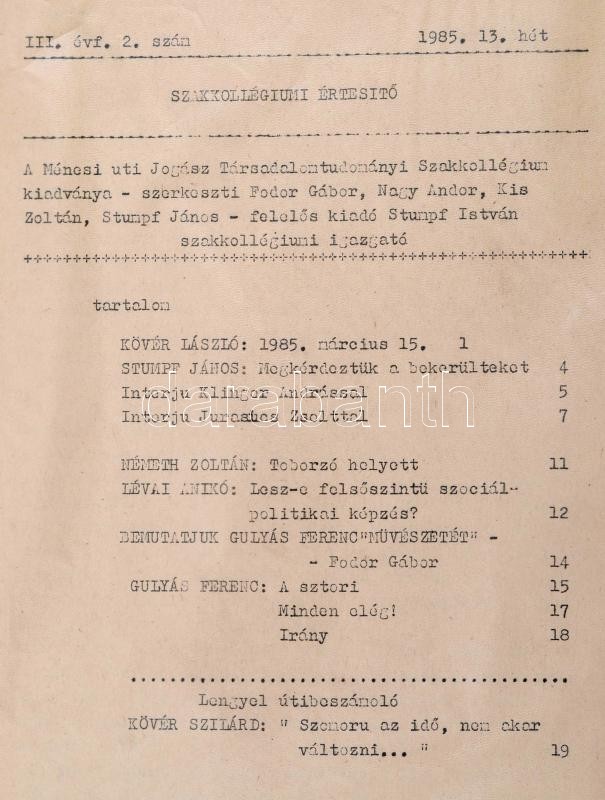 III. évf. 2. szám 1985. 13. hét
SZAKKOLLÉGIUMI ÉRTESITŐ
A Ménesi uti Jogász Társadalomtudományi Szakkollégium
kiadványa - szerkeszti Fodor Gábor, Nagy Andor, Kis
Zoltán, Stumpf János - felelős kiadó Stumpf István
szakkollégiumi igazgató
tartalom
KÖVÉR LÁSZLÓ: 1985. március 15. 1
STUMPF JÁNOS: Megkérdeztük a bekerülteket 4
Interju Klinger Andrással 5
Interju Juraskcs Zsolttal 7
darabanth
NÉMETH ZOLTÁN: Teborzó helyett 11
LÉVAI ANIKÓ: Lesz-e felsőszintü szociál-
politikai képzés? 12
BEMUTATJUK GULYÁS FERENC"MÜVÉSZETÉT" -
- Fodor Gábor 14
GULYÁS FERENC: A sztori 15
Minden elég! 17
Irány 18
Lengyel útibeszámoló
KÖVÉR SZILÁRD: " Szomoru az idő, nem akar
változni... " 19